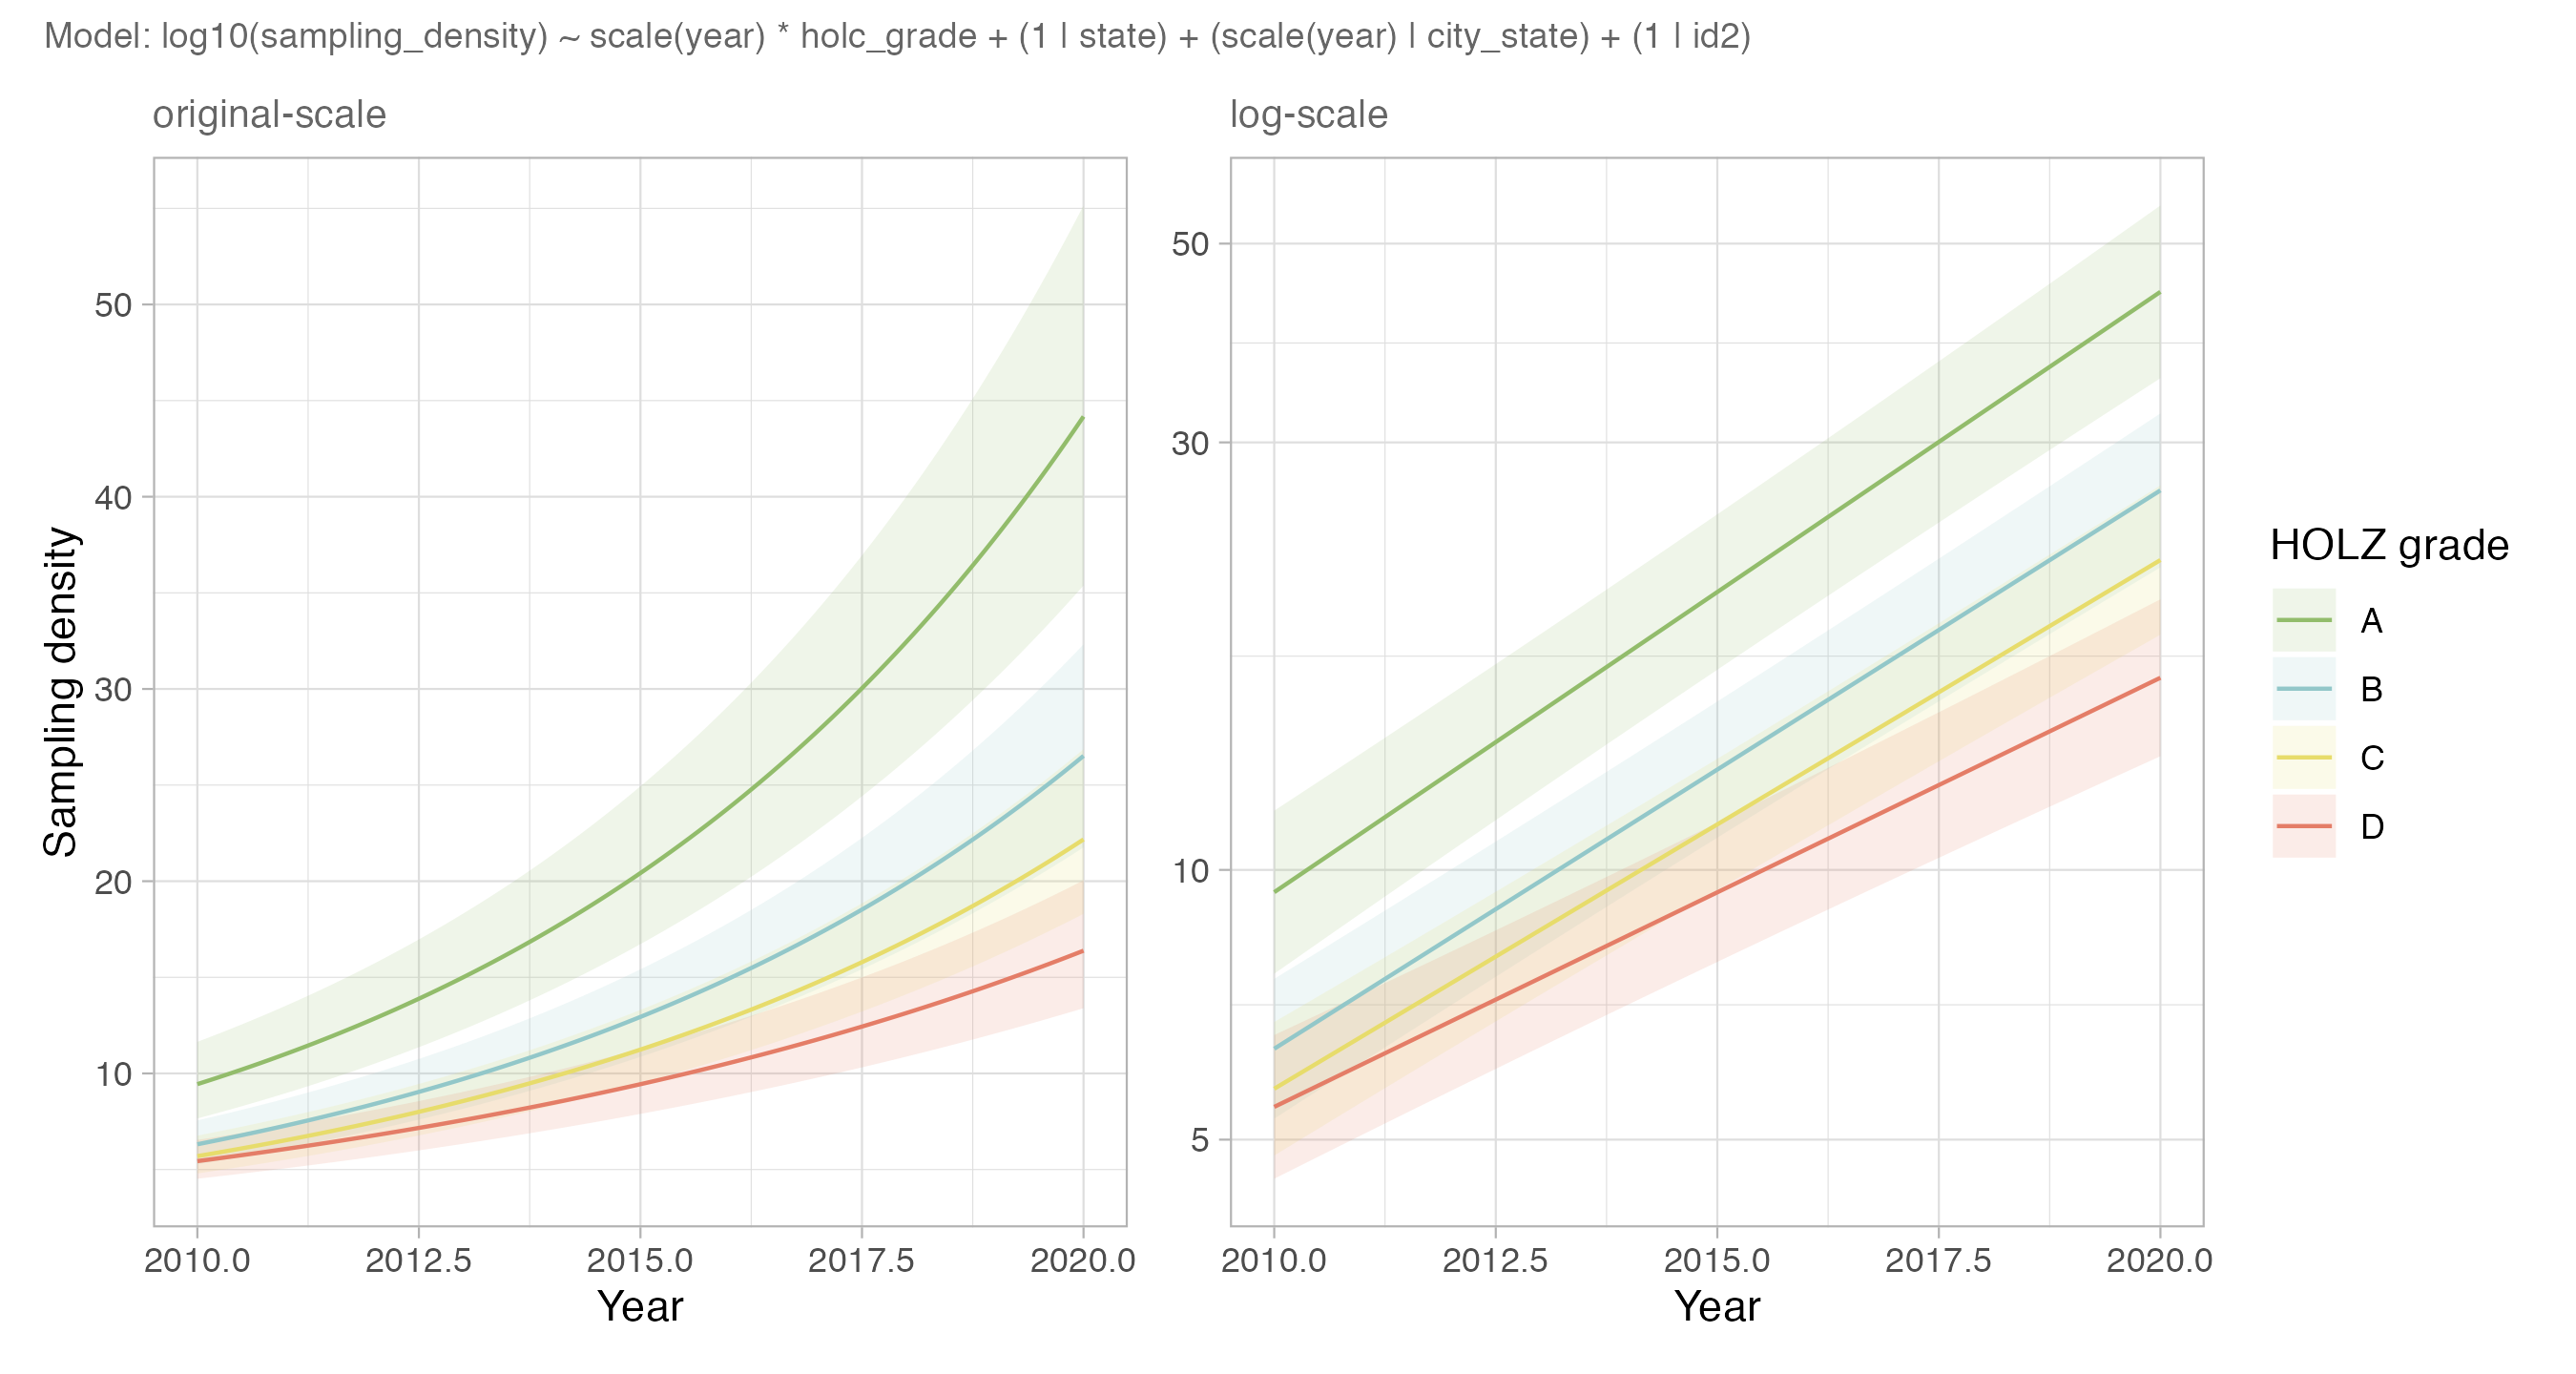 Model: log10(sampling_density) ~ scale(year) * holc_grade + (1 | state) + (scale(year) | city_state) + (1 | id2)
original-scale
log-scale
Sampling density
50
40
30
20
10
2010.0 2012.5 2015.0 2017.5 2020.0
Year
50
30
10
5
2010.0 2012.5 2015.0 2017.5 2020.0
Year
HOLZ grade
A
B
C
D